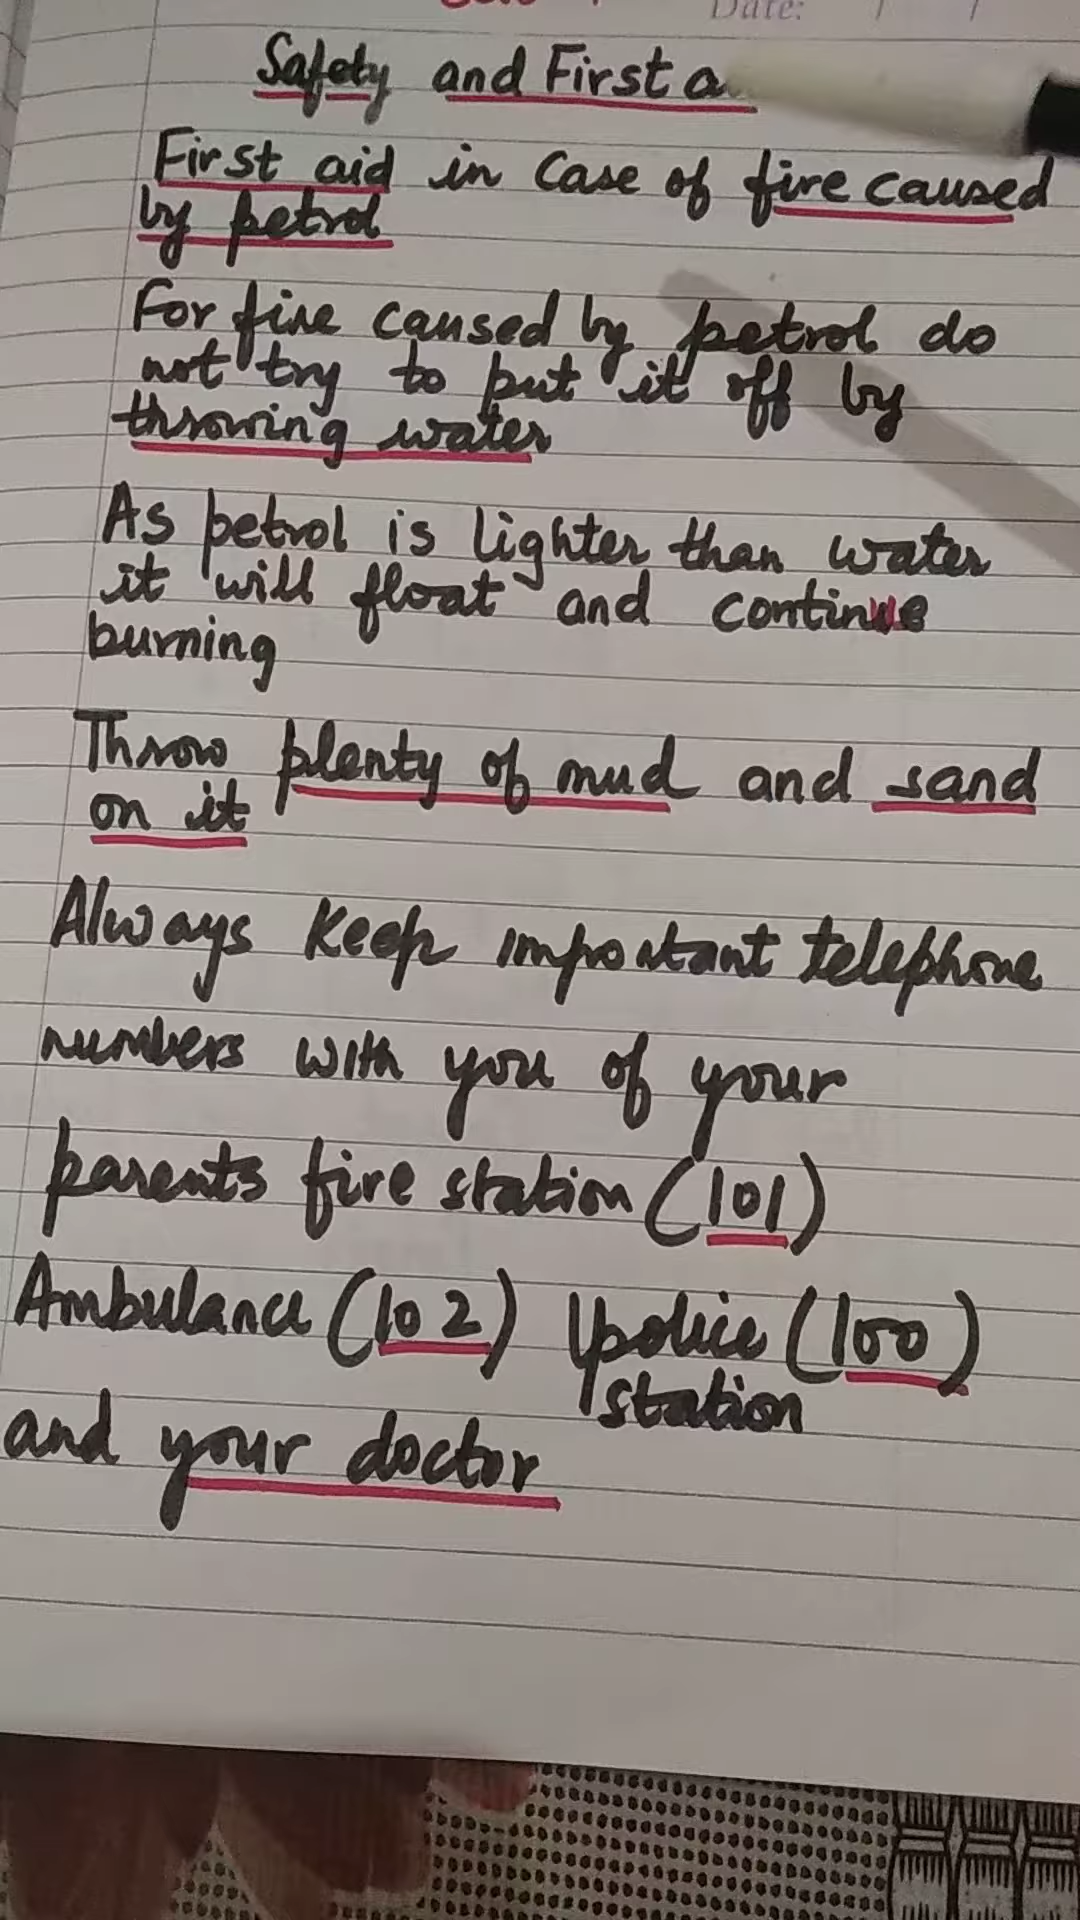 Date: / /
Safety and First a
First aid in Case of fire caused
by petrol
For fire caused by petrol do
not try to put it off by
throwing water
As petrol is lighter than water
it will float and continue
burning
Throw plenty of mud and sand
on it
Always Keep important telephone
numbers with you of your
parents fire station (101)
Ambulance (102) police (100)
station
and your doctor